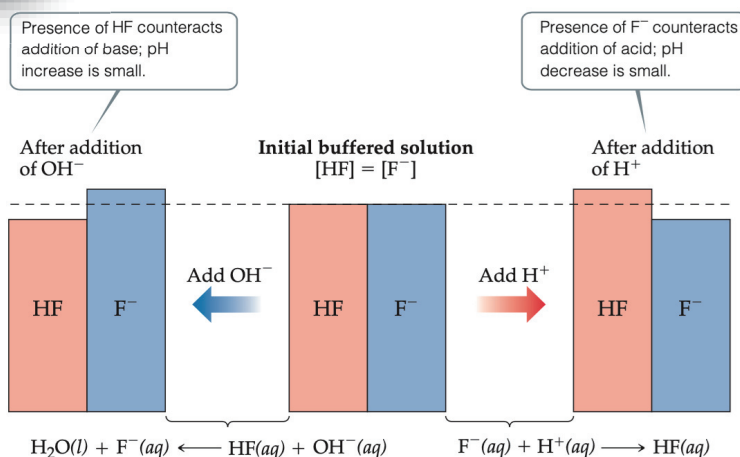 Presence of HF counteracts
addition of base; pH
increase is small.
Presence of F⁻ counteracts
addition of acid; pH
decrease is small.
After addition
of OH⁻
Initial buffered solution
[HF] = [F⁻]
After addition
of H⁺
Add OH⁻
Add H⁺
HF
F⁻
HF
F⁻
HF
F⁻
H₂O(l) + F⁻(aq) ⟵ HF(aq) + OH⁻(aq)
F⁻(aq) + H⁺(aq) ⟶ HF(aq)